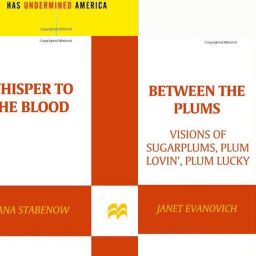 HAS UNDERMINED AMERICA
HISPER TO
HE BLOOD
ANA STABENOW
BETWEEN THE
PLUMS
VISIONS OF
SUGARPLUMS, PLUM
LOVIN', PLUM LUCKY
JANET EVANOVICH